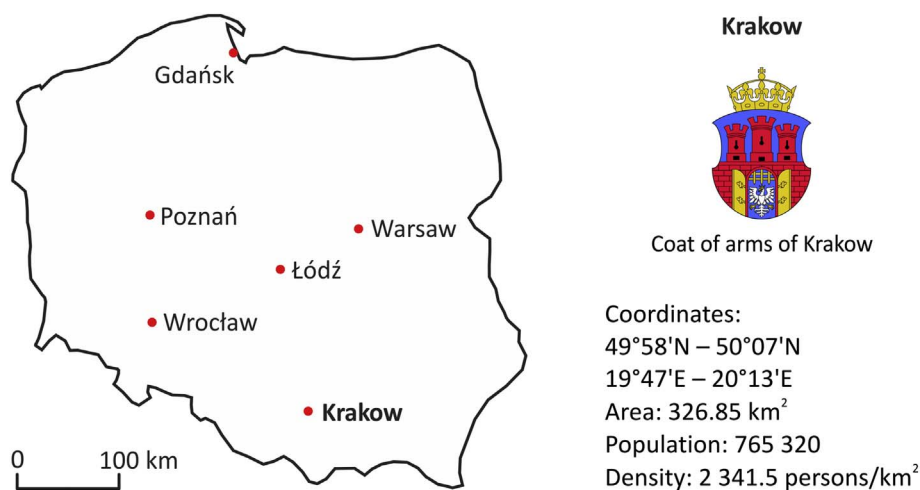 Gdańsk
Poznań
Warsaw
Łódź
Wrocław
Krakow
0 100 km
Krakow
Coat of arms of Krakow
Coordinates:
49°58'N – 50°07'N
19°47'E – 20°13'E
Area: 326.85 km²
Population: 765 320
Density: 2 341.5 persons/km²